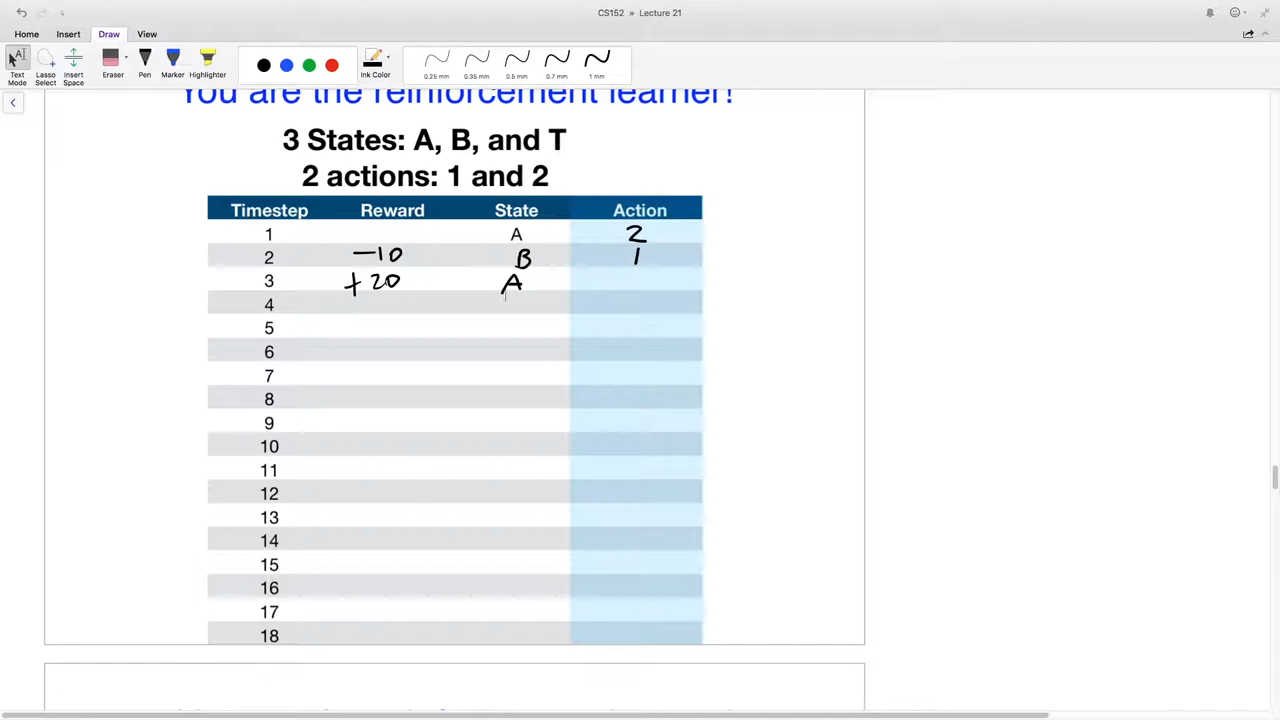 CS152 » Lecture 21
Home Insert Draw View
Text Mode
Lasso Select
Insert Space
Eraser
Pen
Marker
Highlighter
Ink Color
0.25 mm
0.35 mm
0.5 mm
0.7 mm
1 mm
You are the reinforcement learner!
3 States: A, B, and T
2 actions: 1 and 2
Timestep Reward State Action
1 A 2
2 -10 B 1
3 +20 A
4
5
6
7
8
9
10
11
12
13
14
15
16
17
18